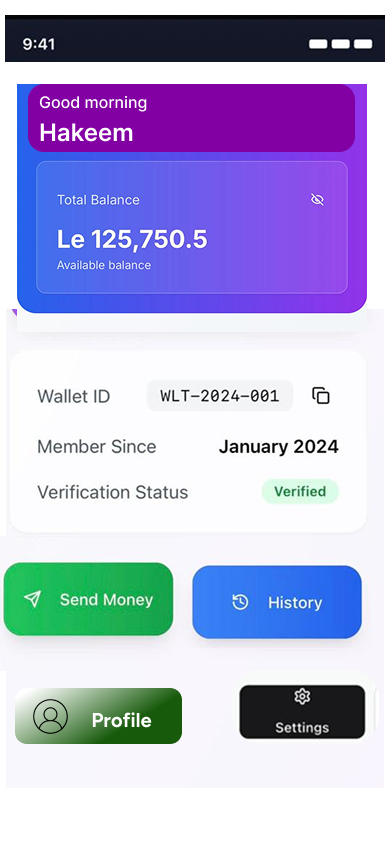 9:41
Good morning
Hakeem
Total Balance
Le 125,750.5
Available balance
Wallet ID WLT-2024-001
Member Since January 2024
Verification Status Verified
Send Money History
Profile
Settings